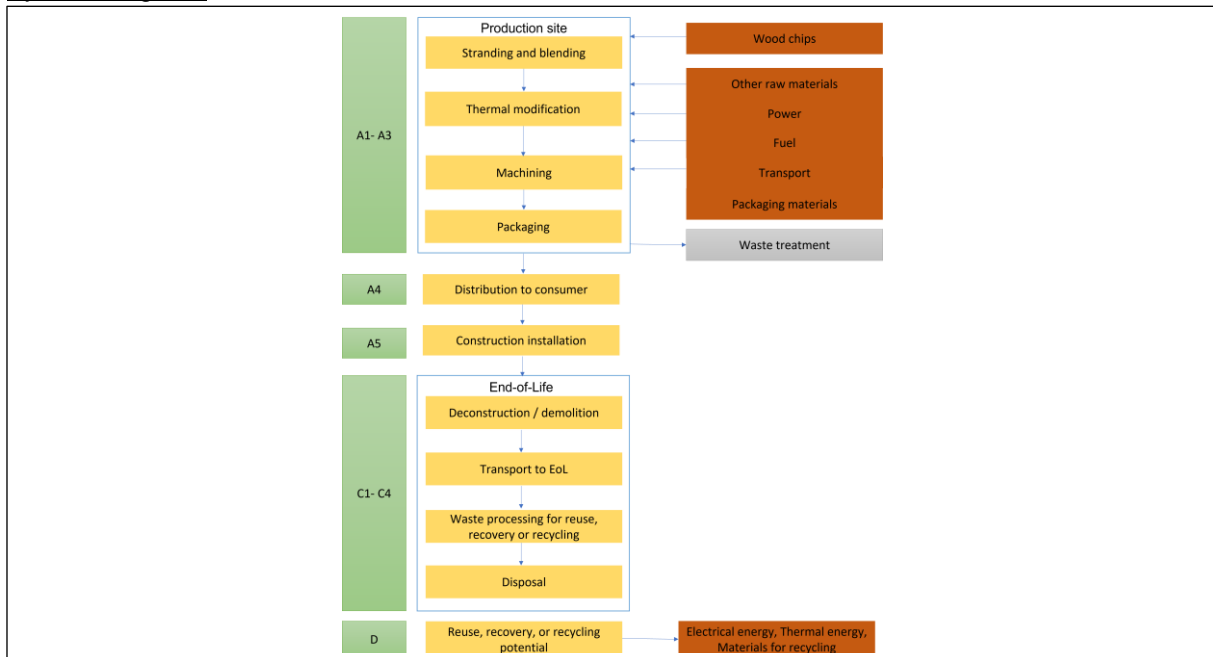 Production site
Stranding and blending
Wood chips
Other raw materials
Thermal modification
Power
A1- A3
Fuel
Machining
Transport
Packaging materials
Packaging
Waste treatment
A4
Distribution to consumer
A5
Construction installation
End-of-Life
Deconstruction / demolition
Transport to EoL
C1- C4
Waste processing for reuse,
recovery or recycling
Disposal
D
Reuse, recovery, or recycling
potential
Electrical energy, Thermal energy,
Materials for recycling